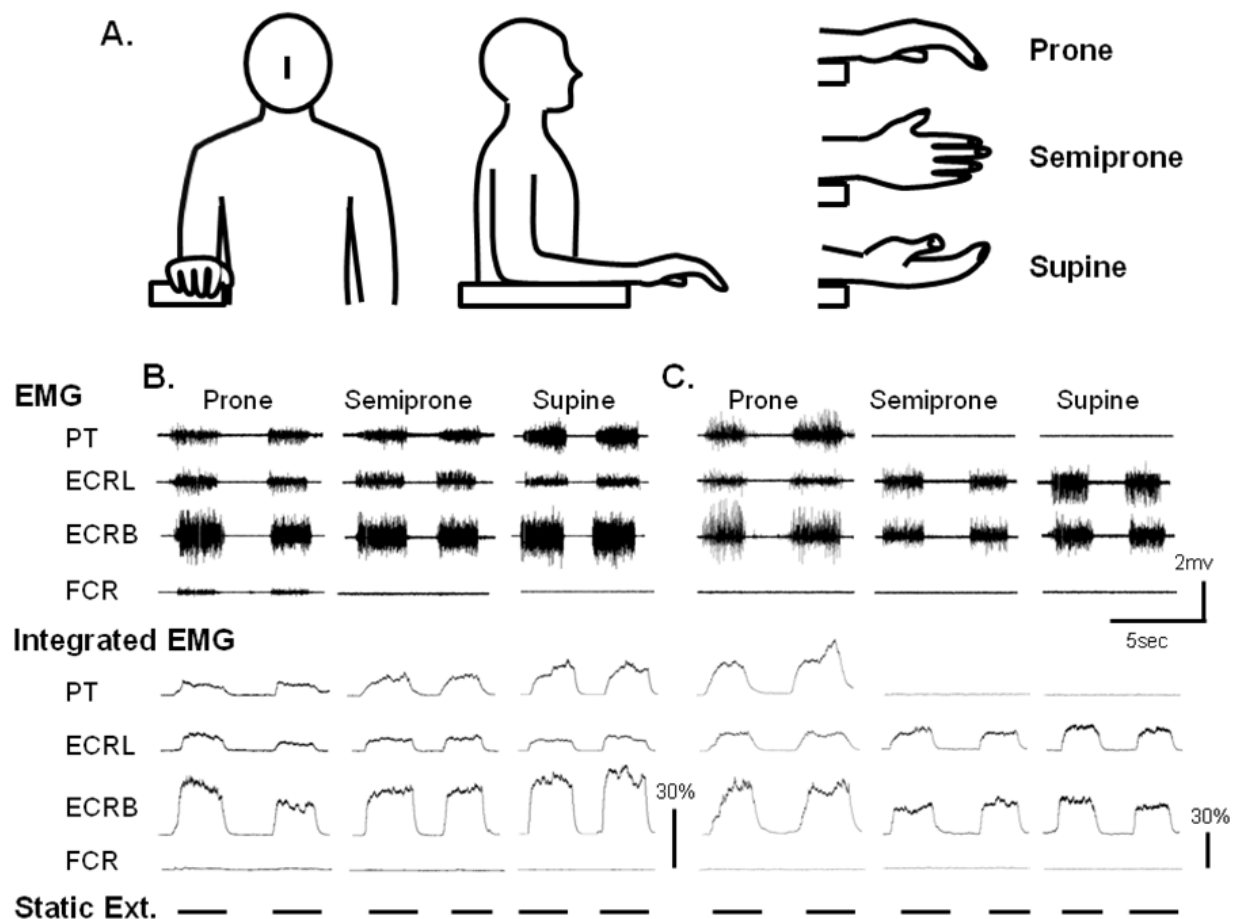 A.
Prone
Semiprone
Supine
B.
C.
EMG
Prone Semiprone Supine
Prone Semiprone Supine
PT
ECRL
ECRB
FCR
2mv
5sec
Integrated EMG
PT
ECRL
ECRB
30%
30%
FCR
Static Ext.